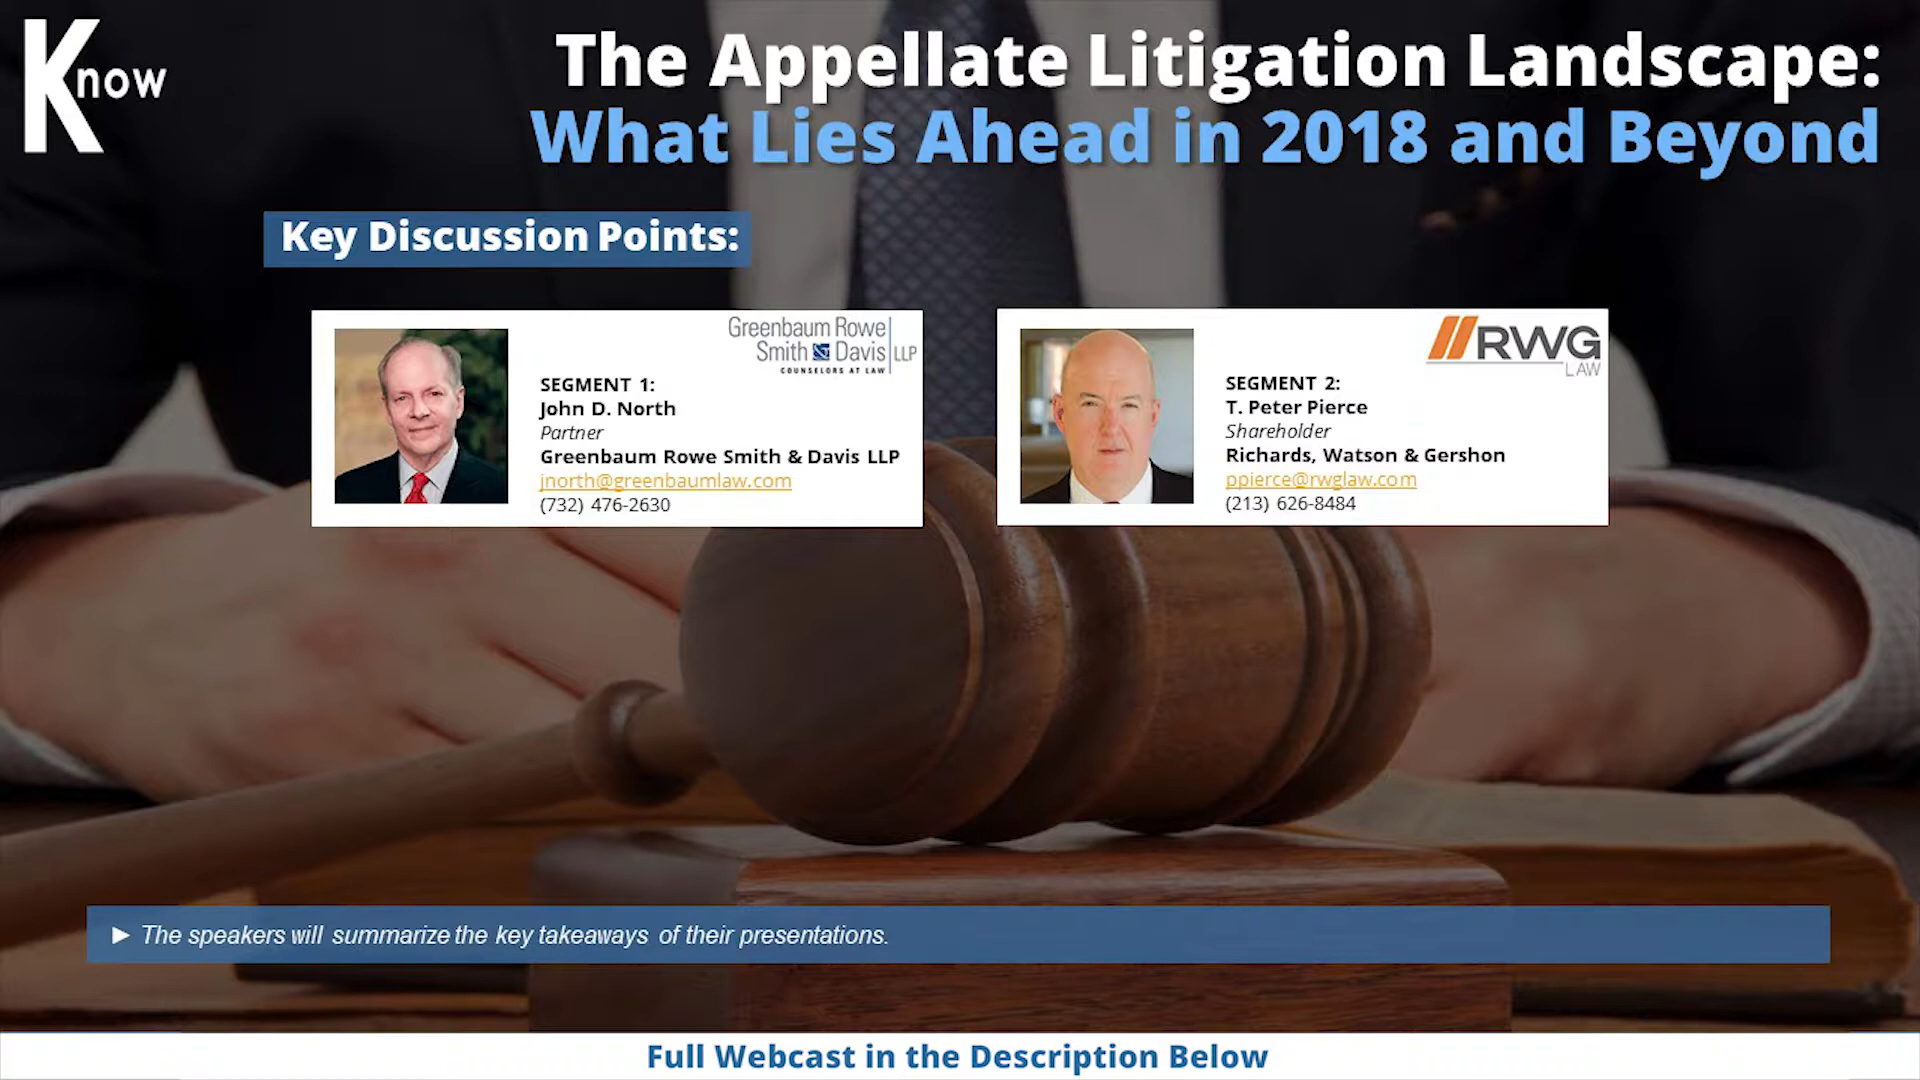 Know
The Appellate Litigation Landscape:
What Lies Ahead in 2018 and Beyond
Key Discussion Points:
Greenbaum Rowe
Smith & Davis LLP
COUNSELORS AT LAW
SEGMENT 1:
John D. North
Partner
Greenbaum Rowe Smith & Davis LLP
jnorth@greenbaumlaw.com
(732) 476-2630
RWG
LAW
SEGMENT 2:
T. Peter Pierce
Shareholder
Richards, Watson & Gershon
ppierce@rwglaw.com
(213) 626-8484
► The speakers will summarize the key takeaways of their presentations.
Full Webcast in the Description Below